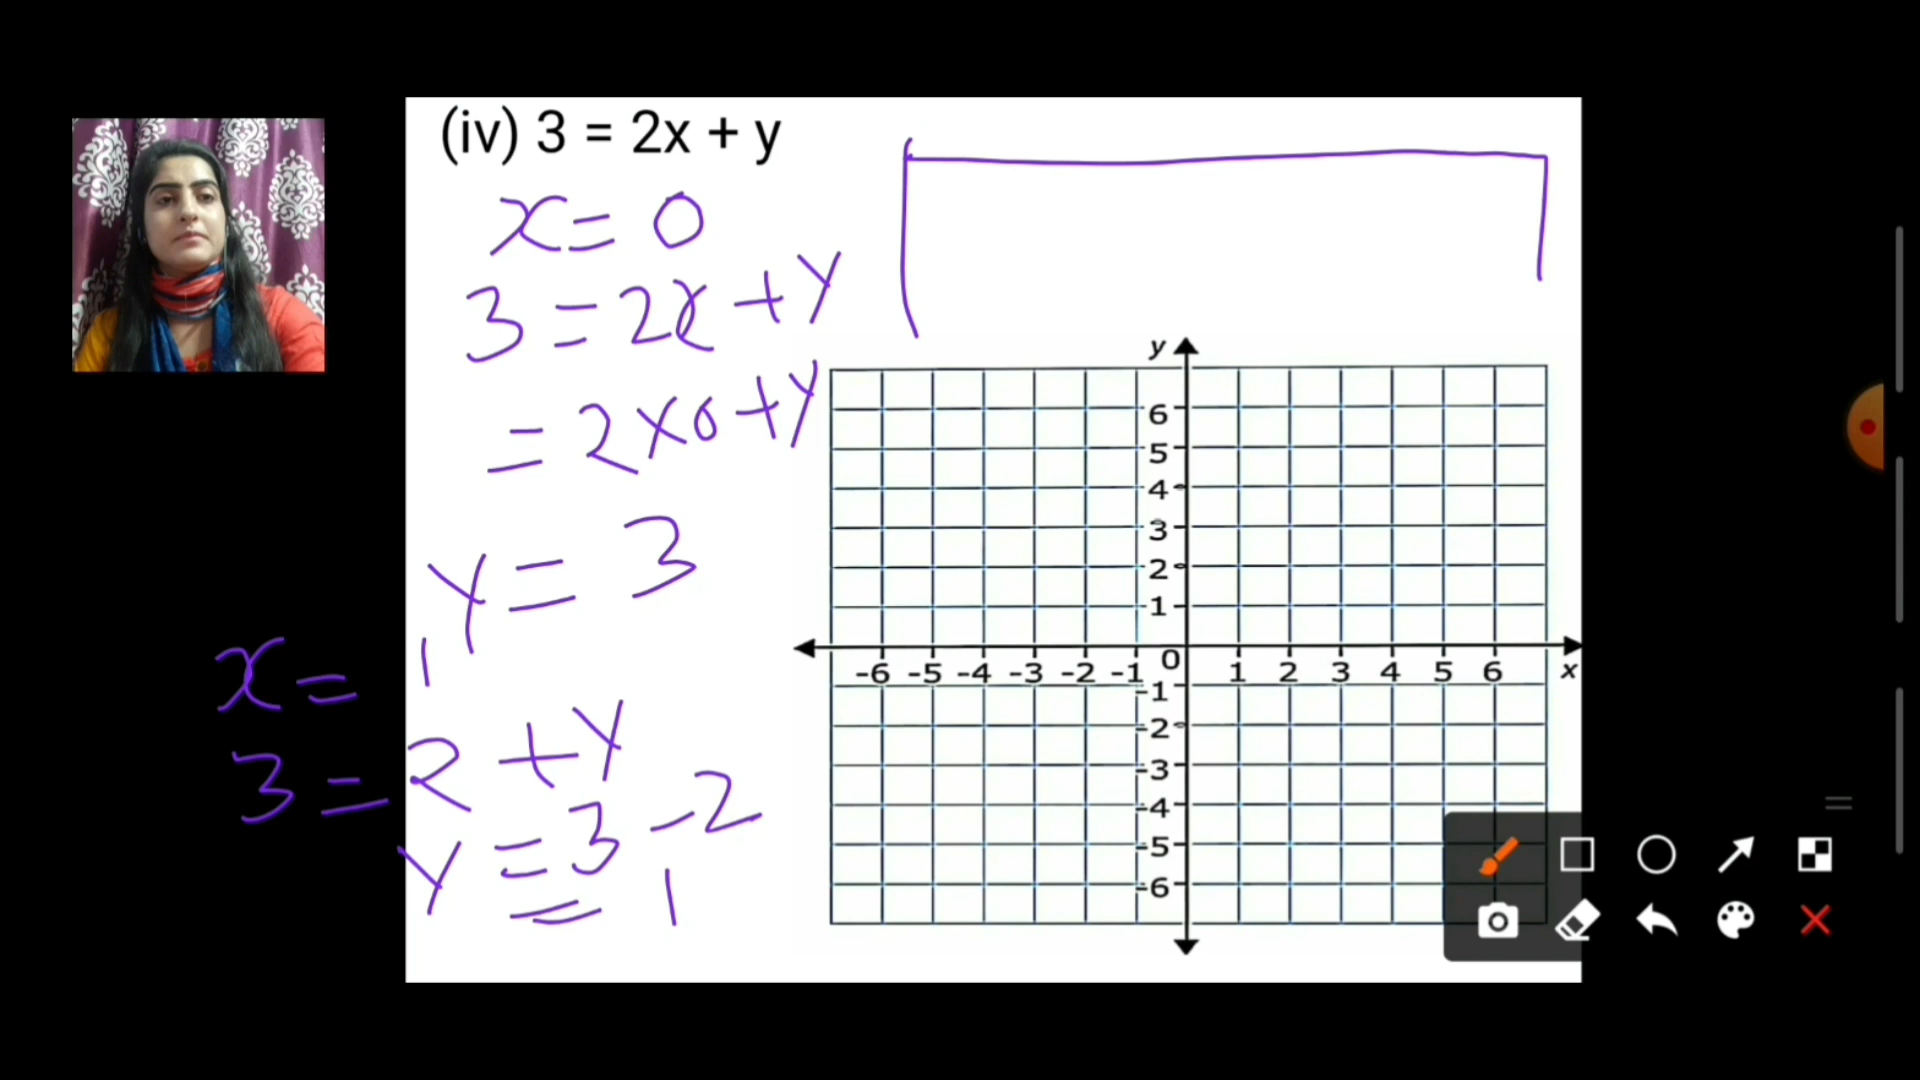 (iv) 3 = 2x + y
x = 0
3 = 2x + y
= 2x0 + y
y = 3
x = 1
3 = 2 + y
y = 3 - 2
= 1
y
6
5
4
3
2
1
-6 -5 -4 -3 -2 -1 0 1 2 3 4 5 6 x
-1
-2
-3
-4
-5
-6